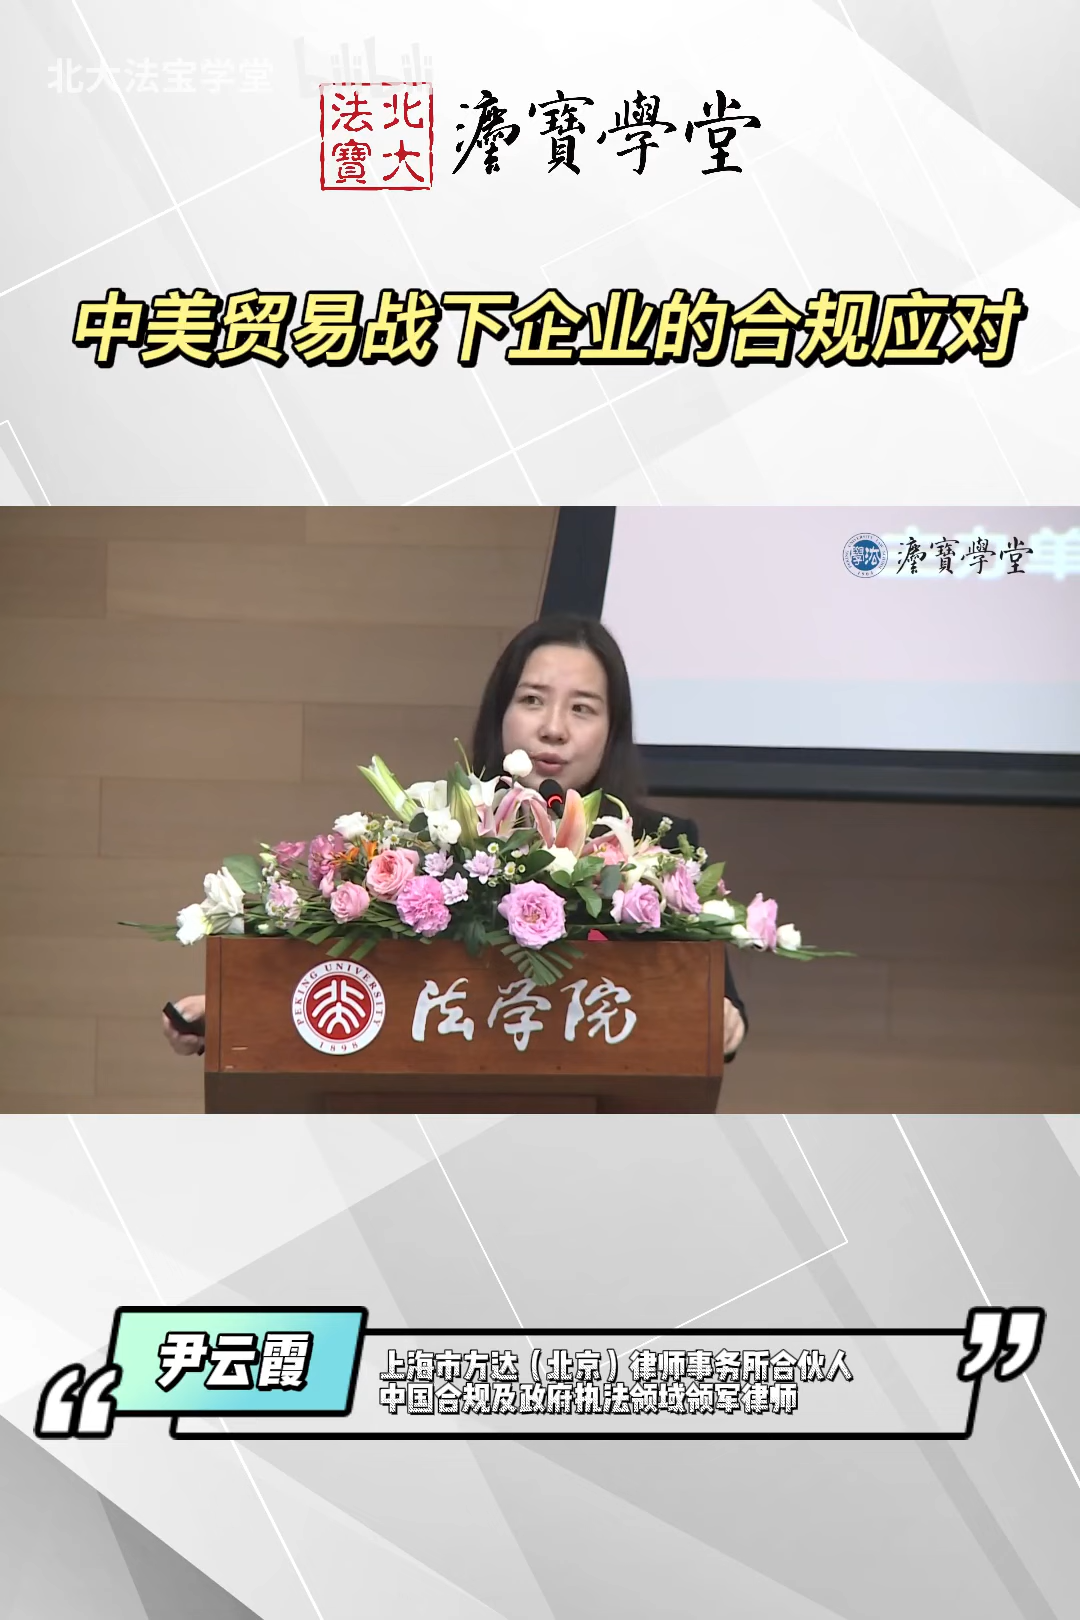 北大法宝学堂
北大
法寶
灋寶學堂
中美贸易战下企业的合规应对
灋寶學堂
PEKING UNIVERSITY
1898
法学院
尹云霞
上海市方达（北京）律师事务所合伙人
中国合规及政府执法领域领军律师